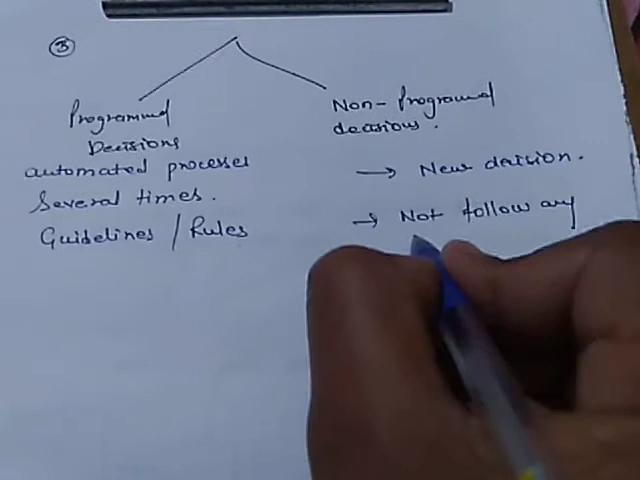 3
Programmed
Decisions
automated processes
Several times.
Guidelines / Rules
Non-Programmed
decisions.
→ New decision.
→ Not follow any